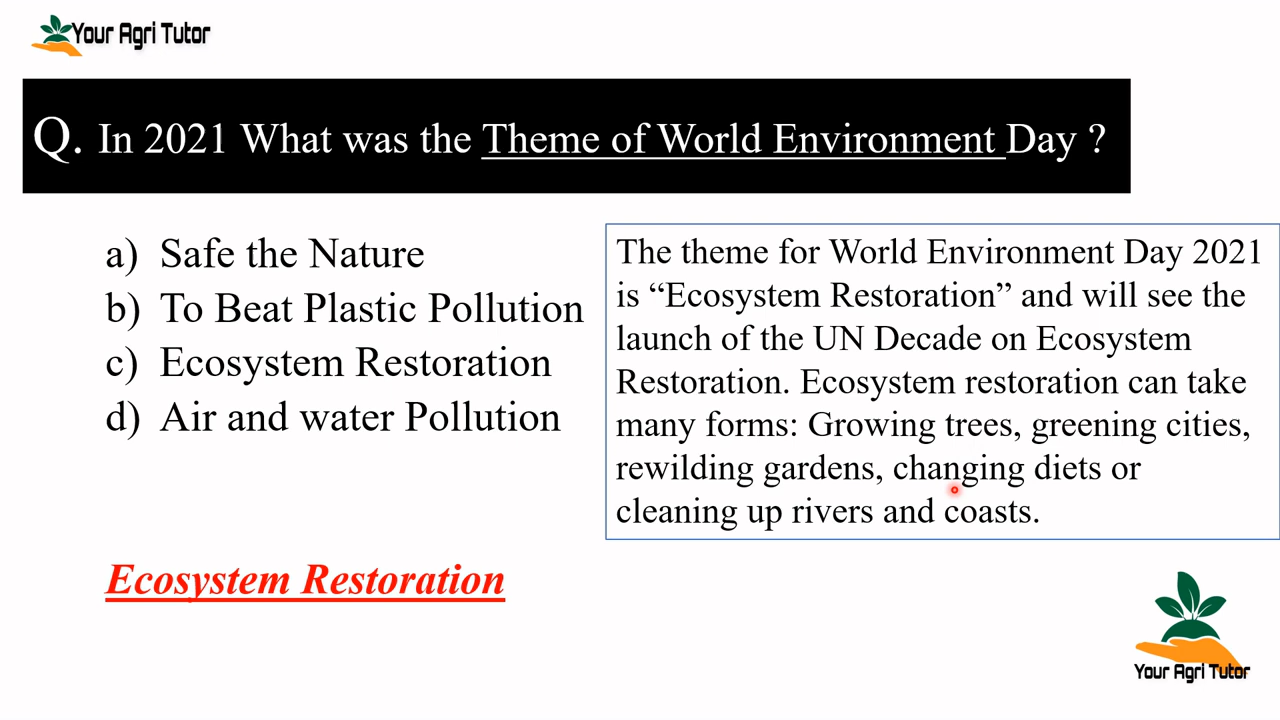 Your Agri Tutor
Q. In 2021 What was the Theme of World Environment Day ?
a) Safe the Nature
b) To Beat Plastic Pollution
c) Ecosystem Restoration
d) Air and water Pollution
The theme for World Environment Day 2021
is “Ecosystem Restoration” and will see the
launch of the UN Decade on Ecosystem
Restoration. Ecosystem restoration can take
many forms: Growing trees, greening cities,
rewilding gardens, changing diets or
cleaning up rivers and coasts.
Ecosystem Restoration
Your Agri Tutor